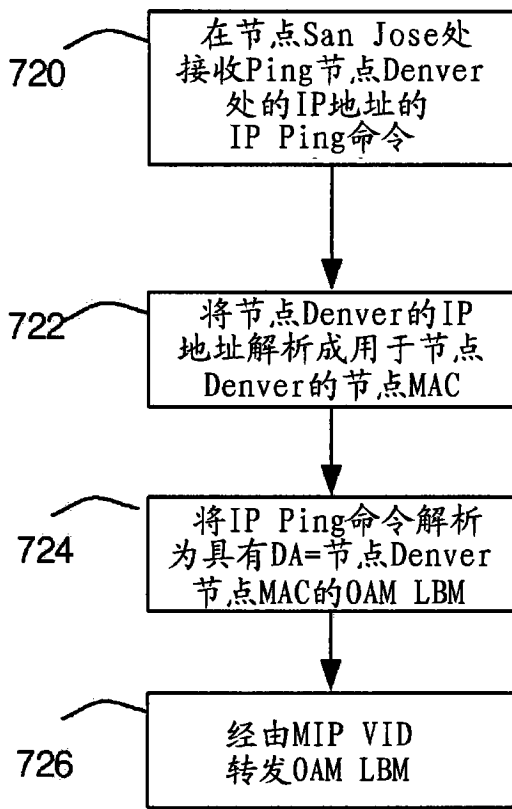 720
在节点San Jose处
接收Ping节点Denver
处的IP地址的
IP Ping命令
722
将节点Denver的IP
地址解析成用于节点
Denver的节点MAC
724
将IP Ping命令解析
为具有DA=节点Denver
节点MAC的OAM LBM
726
经由MIP VID
转发OAM LBM